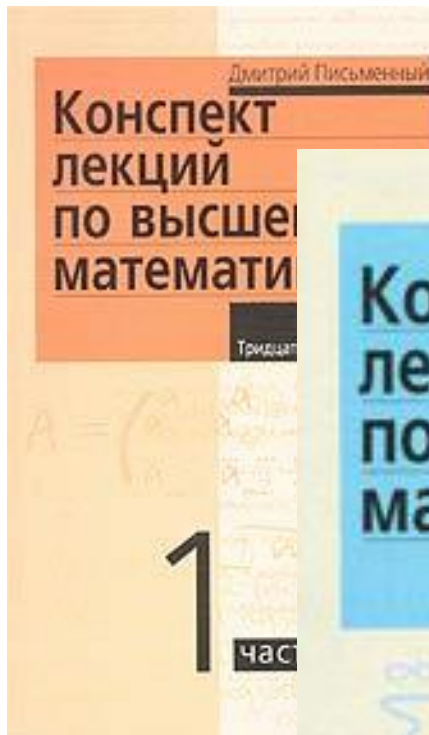 Дмитрий Письменный
Конспект
лекций
по высше
математи
Тридцат
A = (
1
част
Ко
ле
по
ма